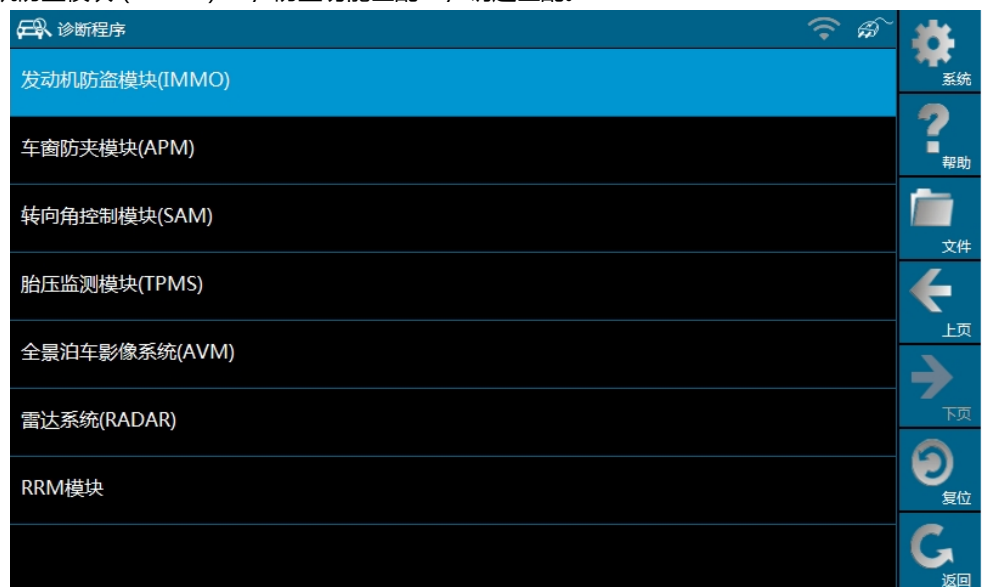 诊断程序
发动机防盗模块(IMMO)
车窗防夹模块(APM)
转向角控制模块(SAM)
胎压监测模块(TPMS)
全景泊车影像系统(AVM)
雷达系统(RADAR)
RRM模块
系统
帮助
文件
上页
下页
复位
返回